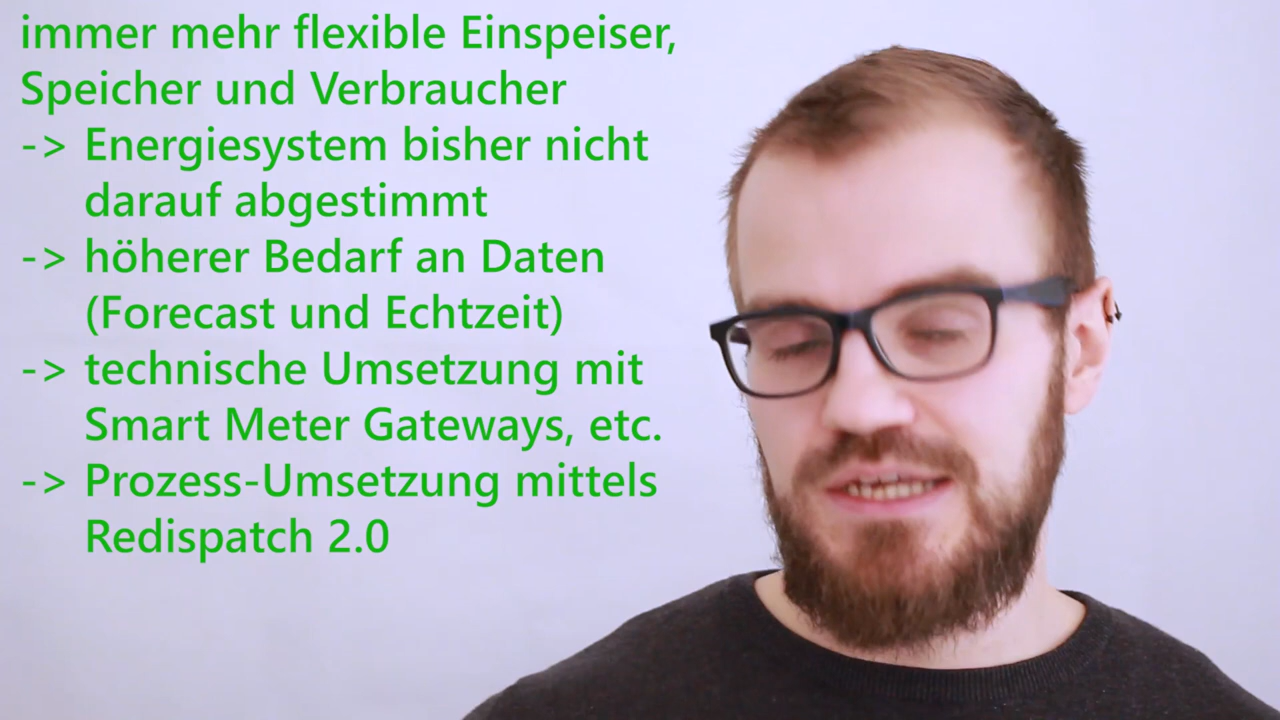 immer mehr flexible Einspeiser,
Speicher und Verbraucher
-> Energiesystem bisher nicht
darauf abgestimmt
-> höherer Bedarf an Daten
(Forecast und Echtzeit)
-> technische Umsetzung mit
Smart Meter Gateways, etc.
-> Prozess-Umsetzung mittels
Redispatch 2.0